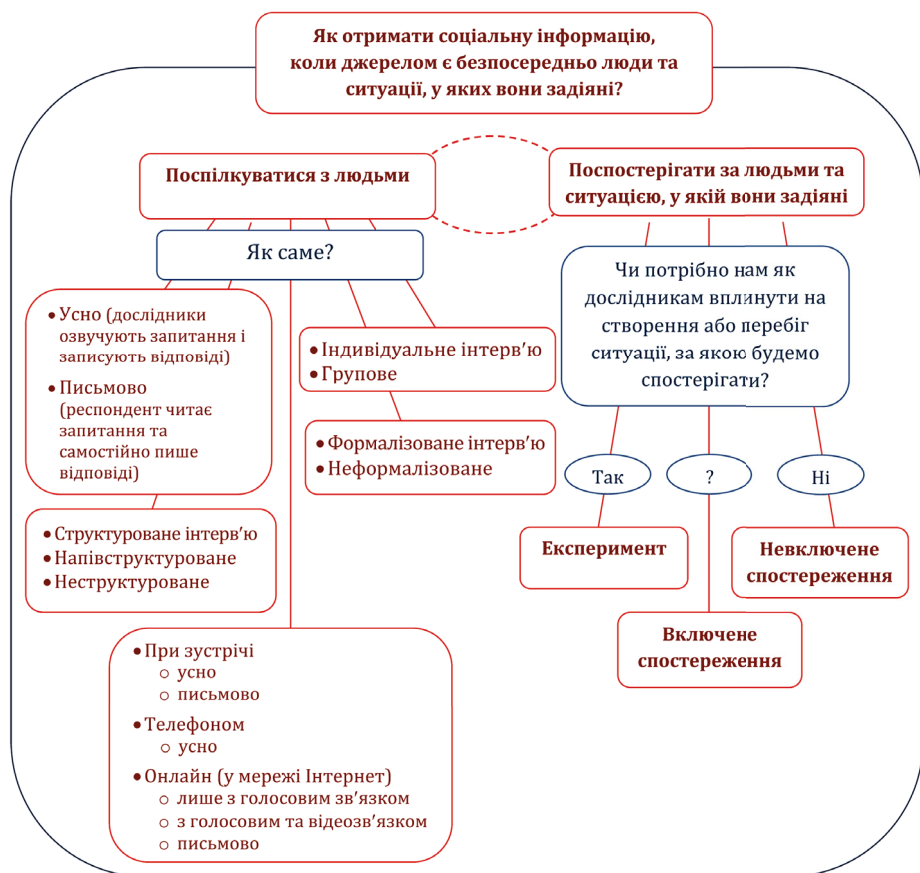 Як отримати соціальну інформацію,
коли джерелом є безпосередньо люди та
ситуації, у яких вони задіяні?
Поспілкуватися з людьми
Поспостерігати за людьми та
ситуацією, у якій вони задіяні
Як саме?
• Усно (дослідники
озвучують запитання і
записують відповіді)
• Письмово
(респондент читає
запитання та
самостійно пише
відповіді)
• Індивідуальне інтерв'ю
• Групове
• Формалізоване інтерв'ю
• Неформалізоване
• Структуроване інтерв'ю
• Напівструктуроване
• Неструктуроване
• При зустрічі
o усно
o письмово
• Телефоном
o усно
• Онлайн (у мережі Інтернет)
o лише з голосовим зв'язком
o з голосовим та відеозв'язком
o письмово
Чи потрібно нам як
дослідникам вплинути на
створення або перебіг
ситуації, за якою будемо
спостерігати?
Так
?
Ні
Експеримент
Невключене
спостереження
Включене
спостереження